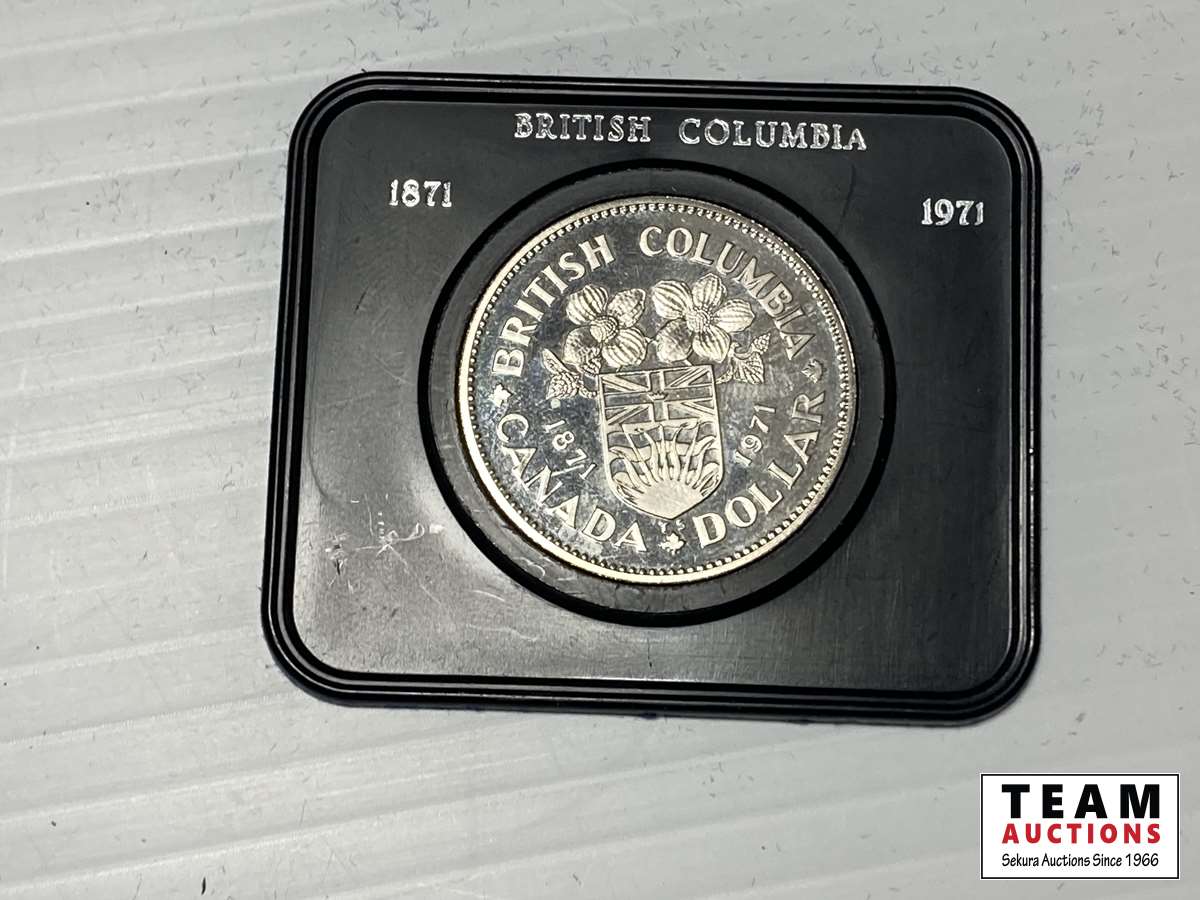 BRITISH COLUMBIA
1871
1971
BRITISH COLUMBIA
1871
1971
CANADA
DOLLAR
T.S
TEAM
AUCTIONS
Sekura Auctions Since 1966